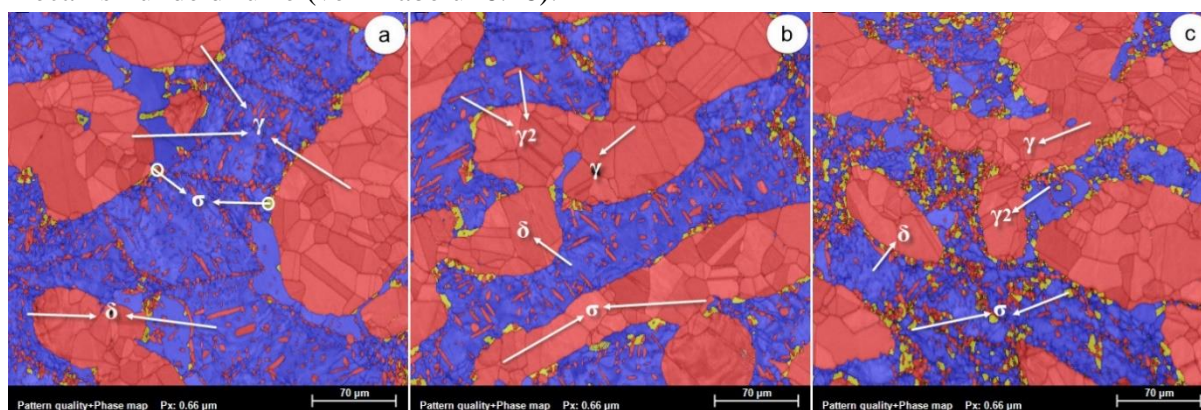 a
γ
σ
δ
70 µm
Pattern quality+Phase map Px: 0.66 µm
b
γ2
γ
δ
σ
70 µm
Pattern quality+Phase map Px: 0.66 µm
c
γ
γ2
δ
σ
70 µm
Pattern quality+Phase map Px: 0.66 µm